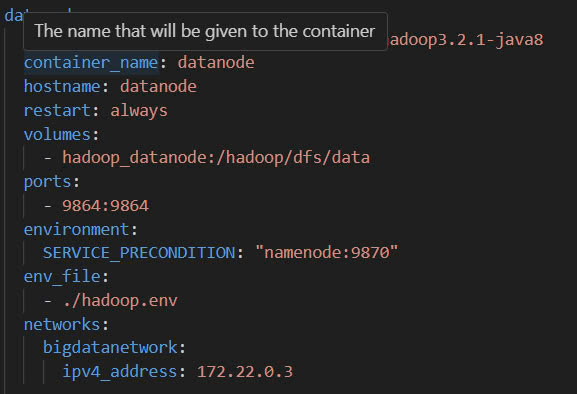 da
The name that will be given to the container
adoop3.2.1-java8
container_name: datanode
hostname: datanode
restart: always
volumes:
- hadoop_datanode:/hadoop/dfs/data
ports:
- 9864:9864
environment:
SERVICE_PRECONDITION: "namenode:9870"
env_file:
- ./hadoop.env
networks:
bigdatanetwork:
ipv4_address: 172.22.0.3